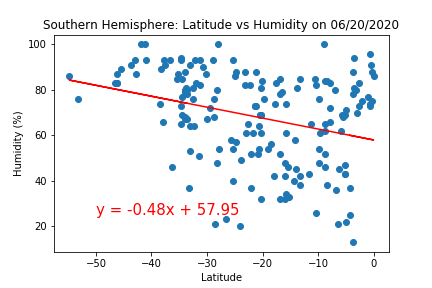 Southern Hemisphere: Latitude vs Humidity on 06/20/2020
100
80
60
40
20
Humidity (%)
y = -0.48x + 57.95
−50 −40 −30 −20 −10 0
Latitude